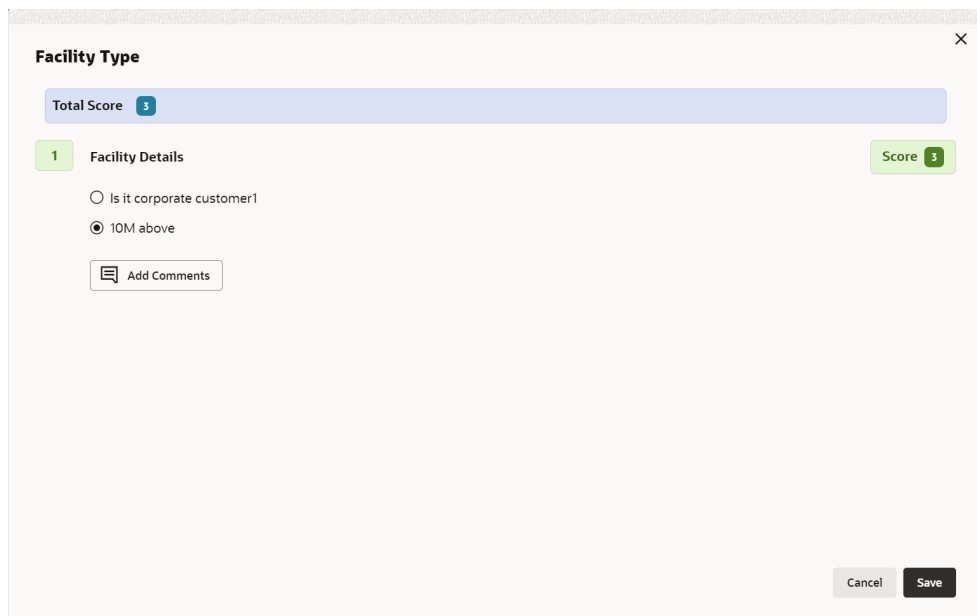 Facility Type
Total Score 3
1 Facility Details Score 3
Is it corporate customer1
10M above
Add Comments
Cancel Save